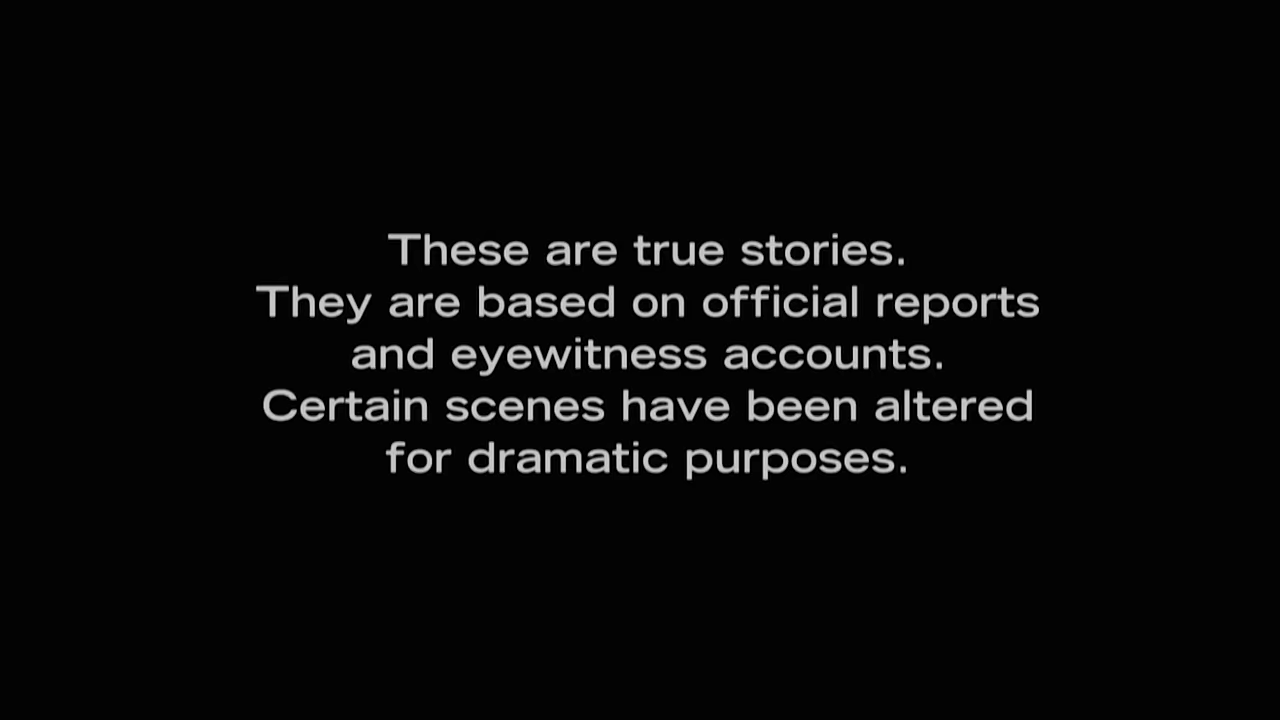 These are true stories.
They are based on official reports
and eyewitness accounts.
Certain scenes have been altered
for dramatic purposes.